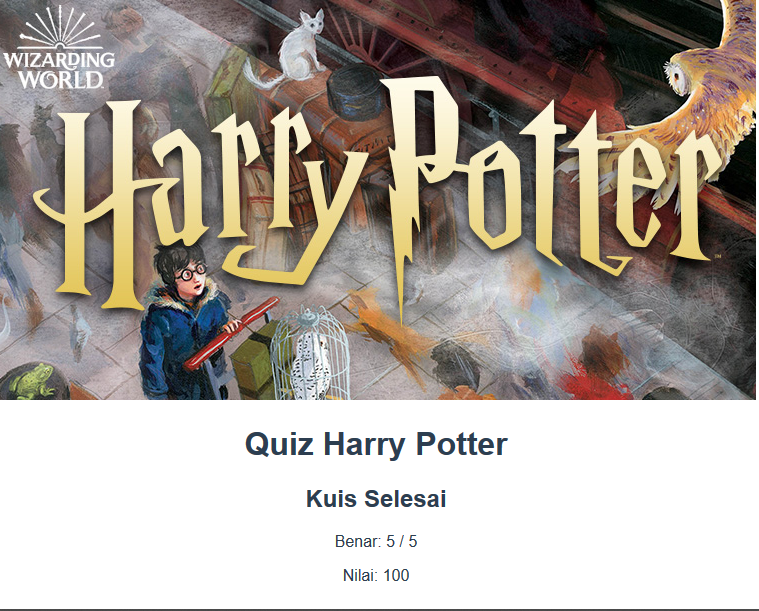 WIZARDING
WORLD
Harry Potter
Quiz Harry Potter
Kuis Selesai
Benar: 5 / 5
Nilai: 100